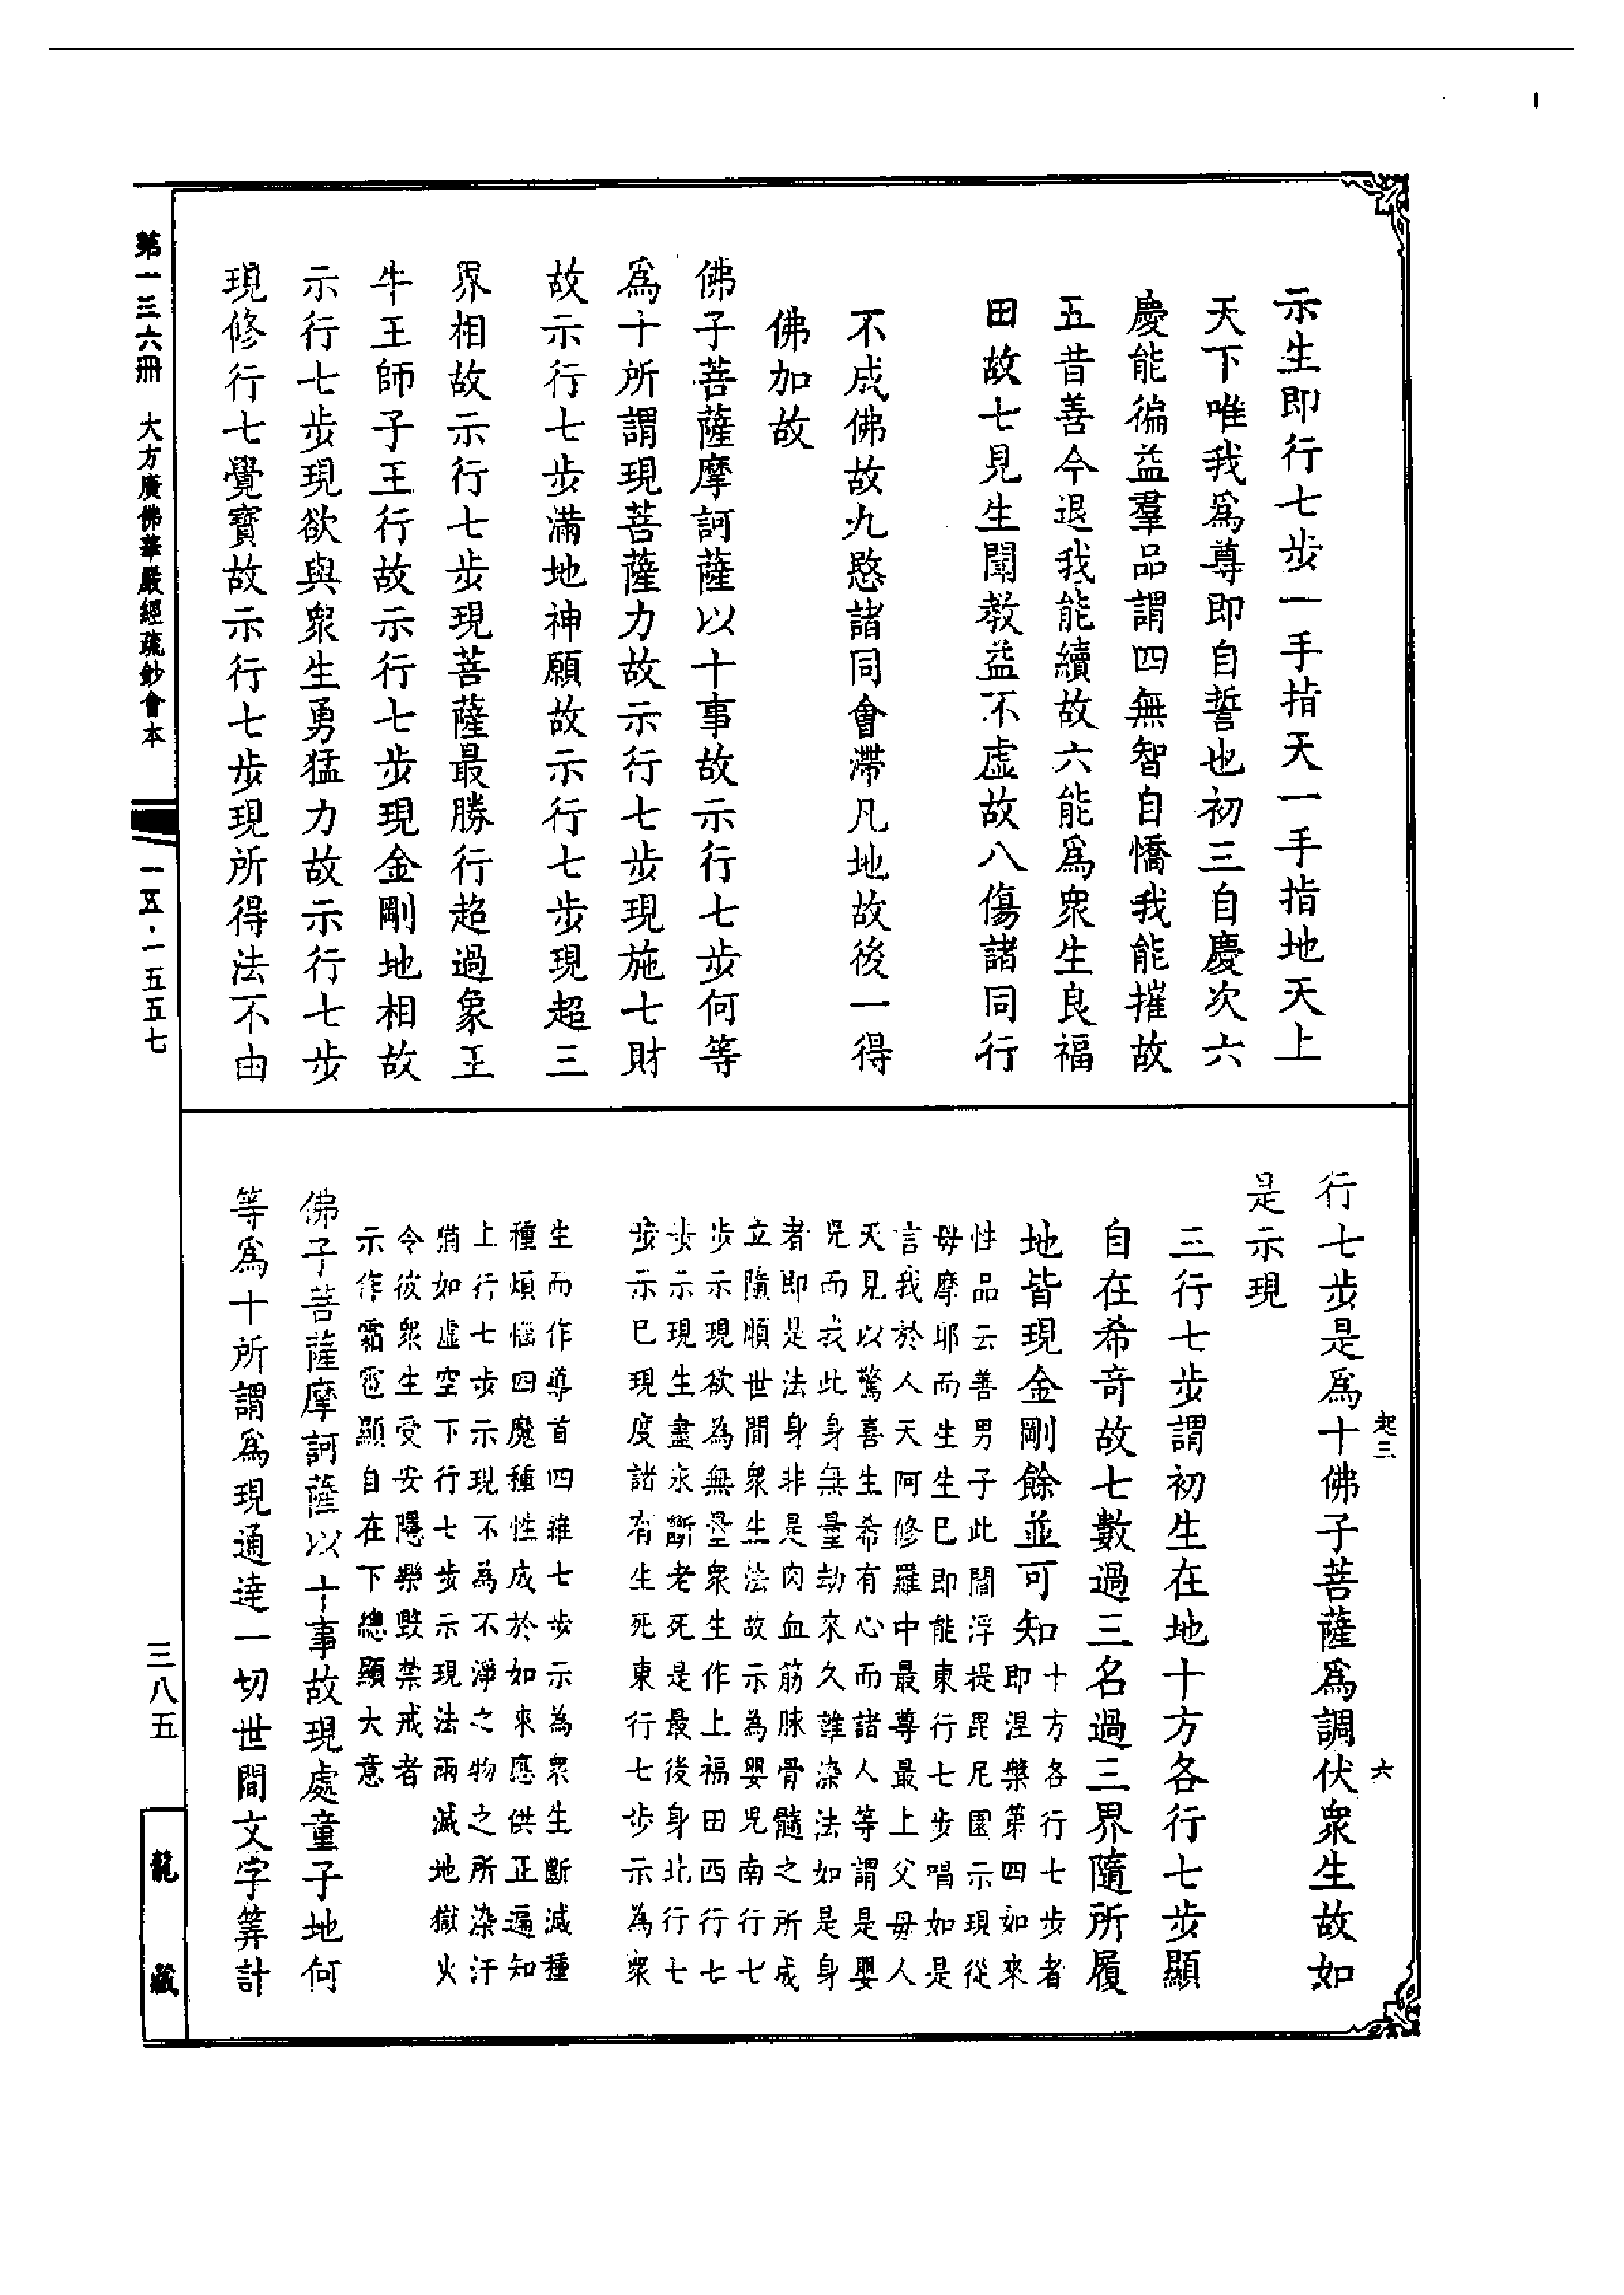 示生即行七步一手指天一手指地天上
天下唯我為尊即自誓也初三自慶次六
慶能徧益羣品謂四無智自憍我能摧故
五昔善今退我能續故六能為衆生良福
田故七見生聞教益不虛故八傷諸同行
不成佛故九愍諸同會滯凡地故後一得
佛加故
佛子菩薩摩訶薩以十事故示行七步何等
為十所謂現菩薩力故示行七步現施七財
故示行七步滿地神願故示行七步現超三
界相故示行七步現菩薩最勝行超過象王
牛王師子王行故示行七步現金剛地相故
示行七步現欲與衆生勇猛力故示行七步
現修行七覺寶故示行七步現所得法不由
行七步是為十佛子菩薩為調伏衆生故如
是示現
三行七步謂初生在地十方各行七步顯
自在希奇故七數過三名過三界隨所履
地皆現金剛餘並可知
十方各行七步者
即涅槃第四如來
性品云善男子此閻浮提毘尼園示現從
母摩耶而生生已即能東行七步唱如是
言我於人天阿修羅中最尊最上父母人
天見以驚喜生希有心而諸人等謂是嬰
兒而我此身無量劫來久離染法如是身
者即是法身非是肉血筋脉骨髓之所成
立隨順世間衆生法故示為嬰兒南行七
步示現欲為無量衆生作上福田西行七
步示現生盡永斷老死是最後身北行七
步示已現度諸有生死東行七步示為衆
生而作導首四維七步示為衆生斷滅種
種煩惱四魔種性成於如來應供正遍知
上行七步示現不為不淨之物之所染汙
猶如虛空下行七步示現法雨滅地獄火
令彼衆生受安隱樂毀禁戒者
示作霜雹顯自在下總顯大意
佛子菩薩摩訶薩以十事故現處童子地何
等為十所謂為現通達一切世間文字筭計
起三
六
第一三六冊
大方廣佛華嚴經疏鈔會本
一五·一五五七
三八五
龍藏